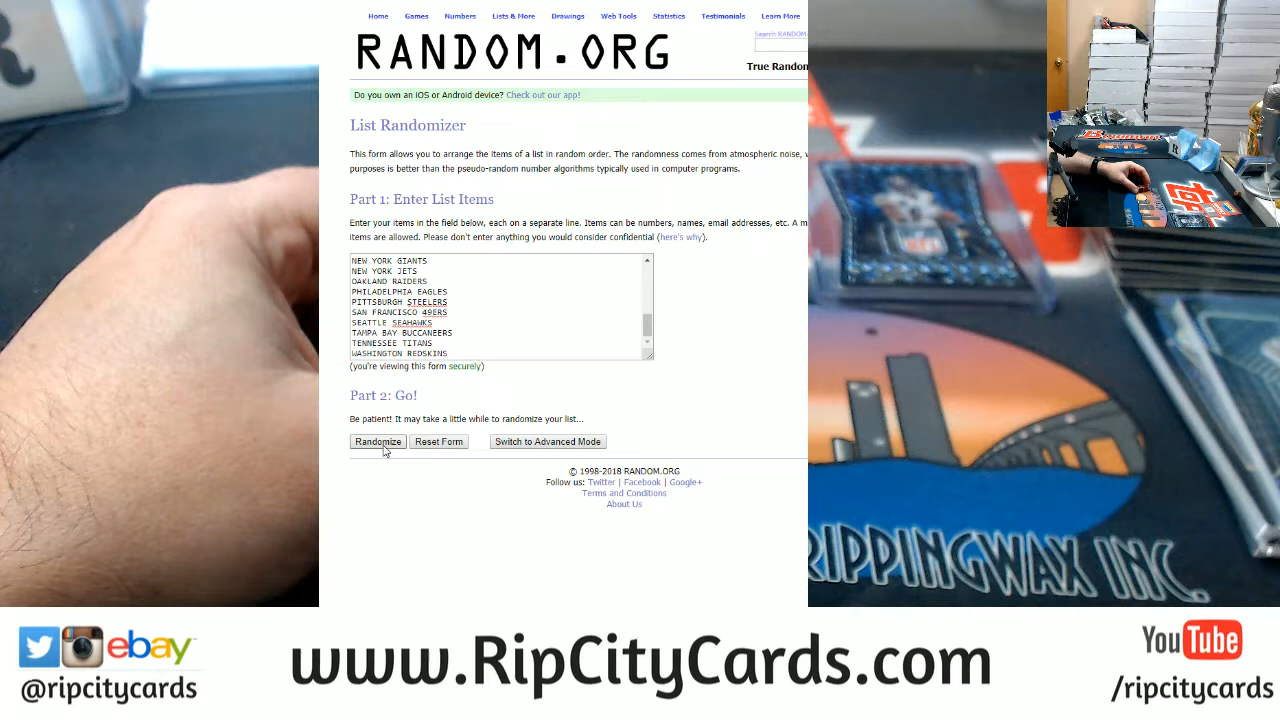 Home Games Numbers Lists & More Drawings Web Tools Statistics Testimonials Learn More
RANDOM.ORG
Search RANDOM.
True Random
Do you own an iOS or Android device? Check out our app!
List Randomizer
This form allows you to arrange the items of a list in random order. The randomness comes from atmospheric noise,
purposes is better than the pseudo-random number algorithms typically used in computer programs.
Part 1: Enter List Items
Enter your items in the field below, each on a separate line. Items can be numbers, names, email addresses, etc. A m
items are allowed. Please don't enter anything you would consider confidential (here's why).
NEW YORK GIANTS
NEW YORK JETS
OAKLAND RAIDERS
PHILADELPHIA EAGLES
PITTSBURGH STEELERS
SAN FRANCISCO 49ERS
SEATTLE SEAHAWKS
TAMPA BAY BUCCANEERS
TENNESSEE TITANS
WASHINGTON REDSKINS
(you're viewing this form securely)
Part 2: Go!
Be patient! It may take a little while to randomize your list...
Randomize Reset Form Switch to Advanced Mode
© 1998-2018 RANDOM.ORG
Follow us: Twitter | Facebook | Google+
Terms and Conditions
About Us
RIPPINGWAX INC.
ebay
@ripcitycards
www.RipCityCards.com
YouTube
/ripcitycards